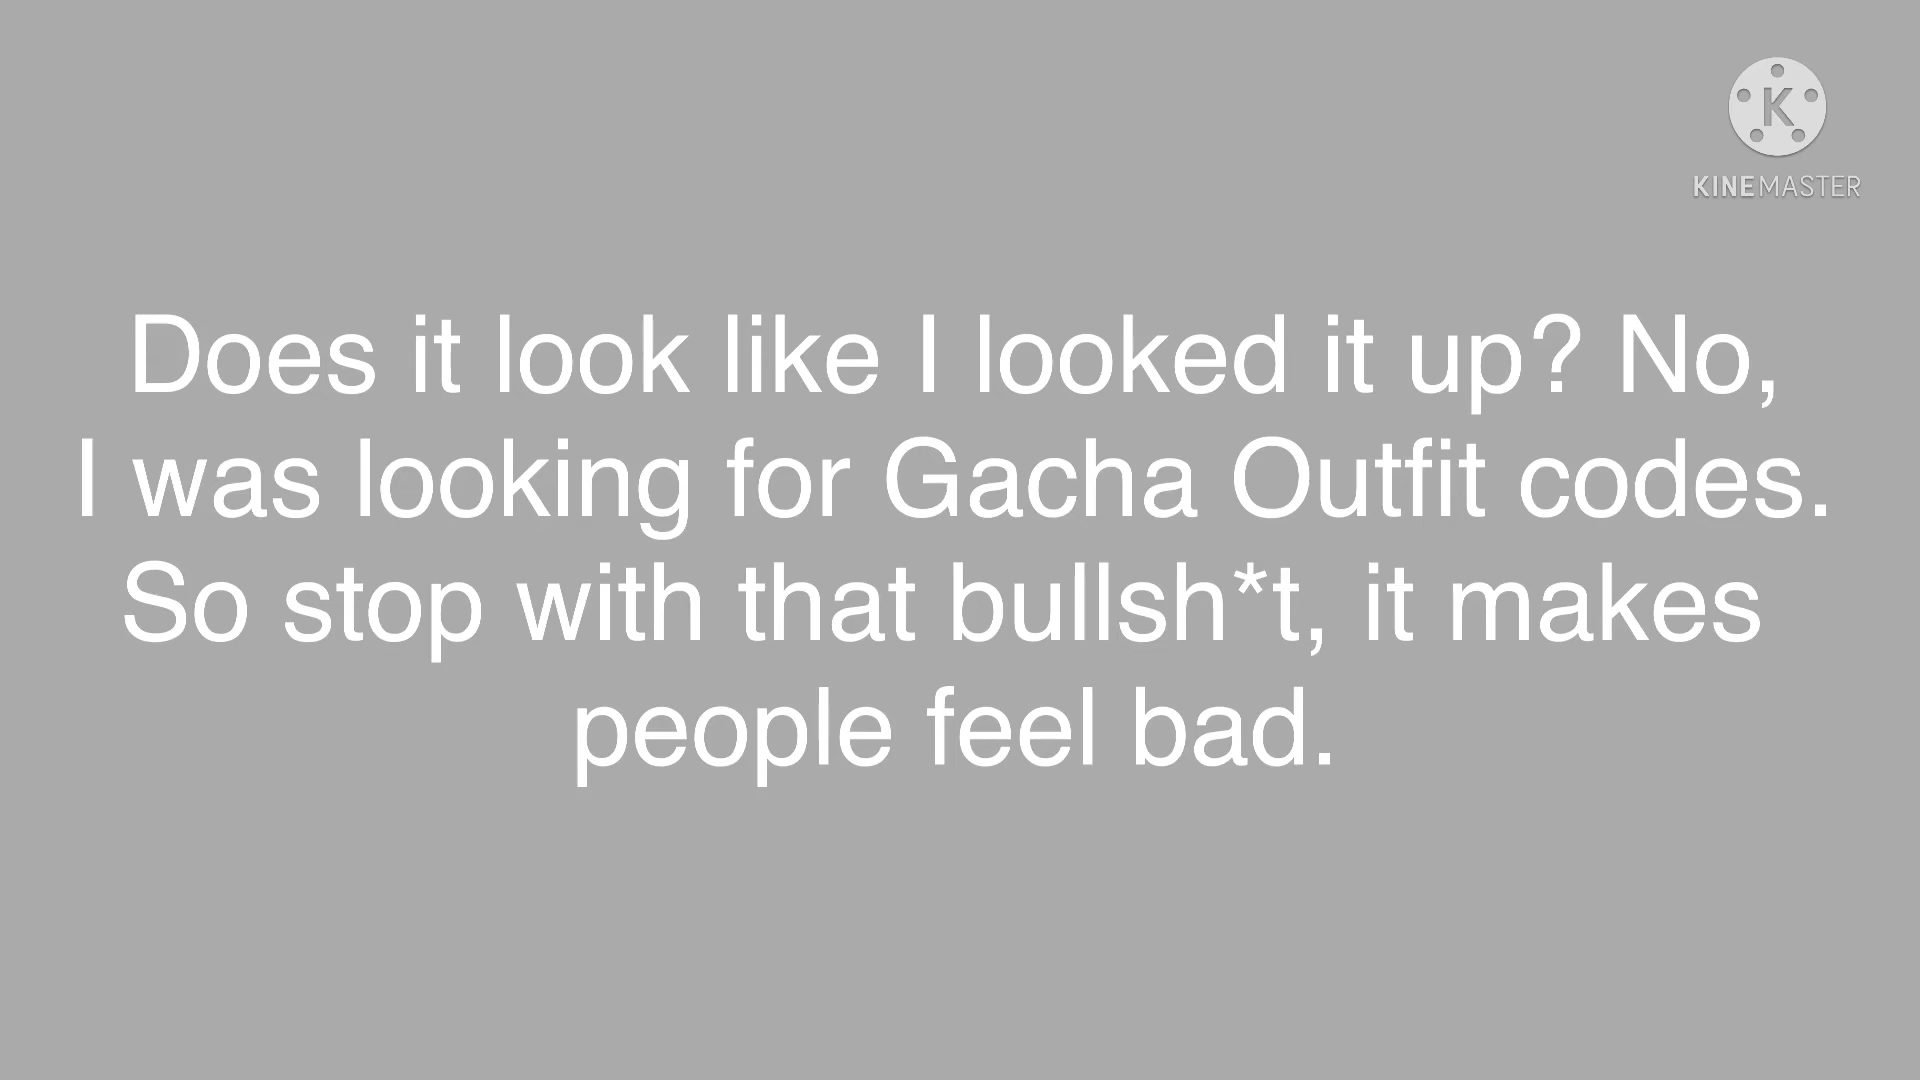 K
KINEMASTER
Does it look like I looked it up? No,
I was looking for Gacha Outfit codes.
So stop with that bullsh*t, it makes
people feel bad.